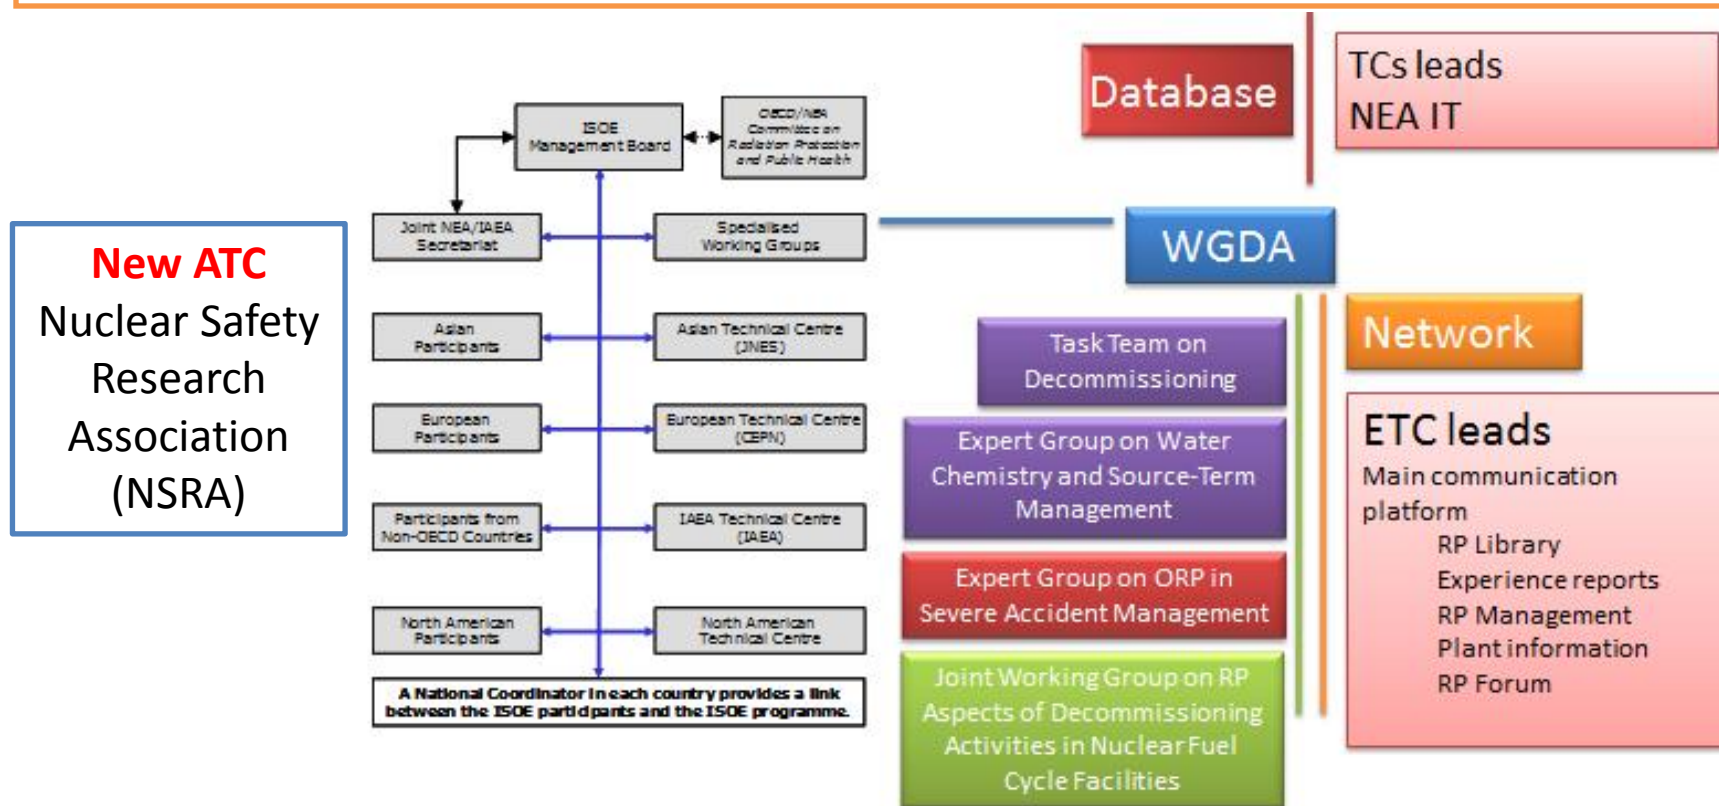 New ATC
Nuclear Safety
Research
Association
(NSRA)
ISOE
Management Board
OECD/NEA
Committee on
Radiation Protection
and Public Health
Joint NEA/IAEA
Secretariat
Specialised
Working Groups
Asian
Participants
Asian Technical Centre
(JNES)
European
Participants
European Technical Centre
(CEPN)
Participants from
Non-OECD Countries
IAEA Technical Centre
(IAEA)
North American
Participants
North American
Technical Centre
A National Coordinator in each country provides a link
between the ISOE participants and the ISOE programme.
Database
TCs leads
NEA IT
WGDA
Task Team on
Decommissioning
Expert Group on Water
Chemistry and Source-Term
Management
Expert Group on ORP in
Severe Accident Management
Joint Working Group on RP
Aspects of Decommissioning
Activities in Nuclear Fuel
Cycle Facilities
Network
ETC leads
Main communication
platform
RP Library
Experience reports
RP Management
Plant information
RP Forum